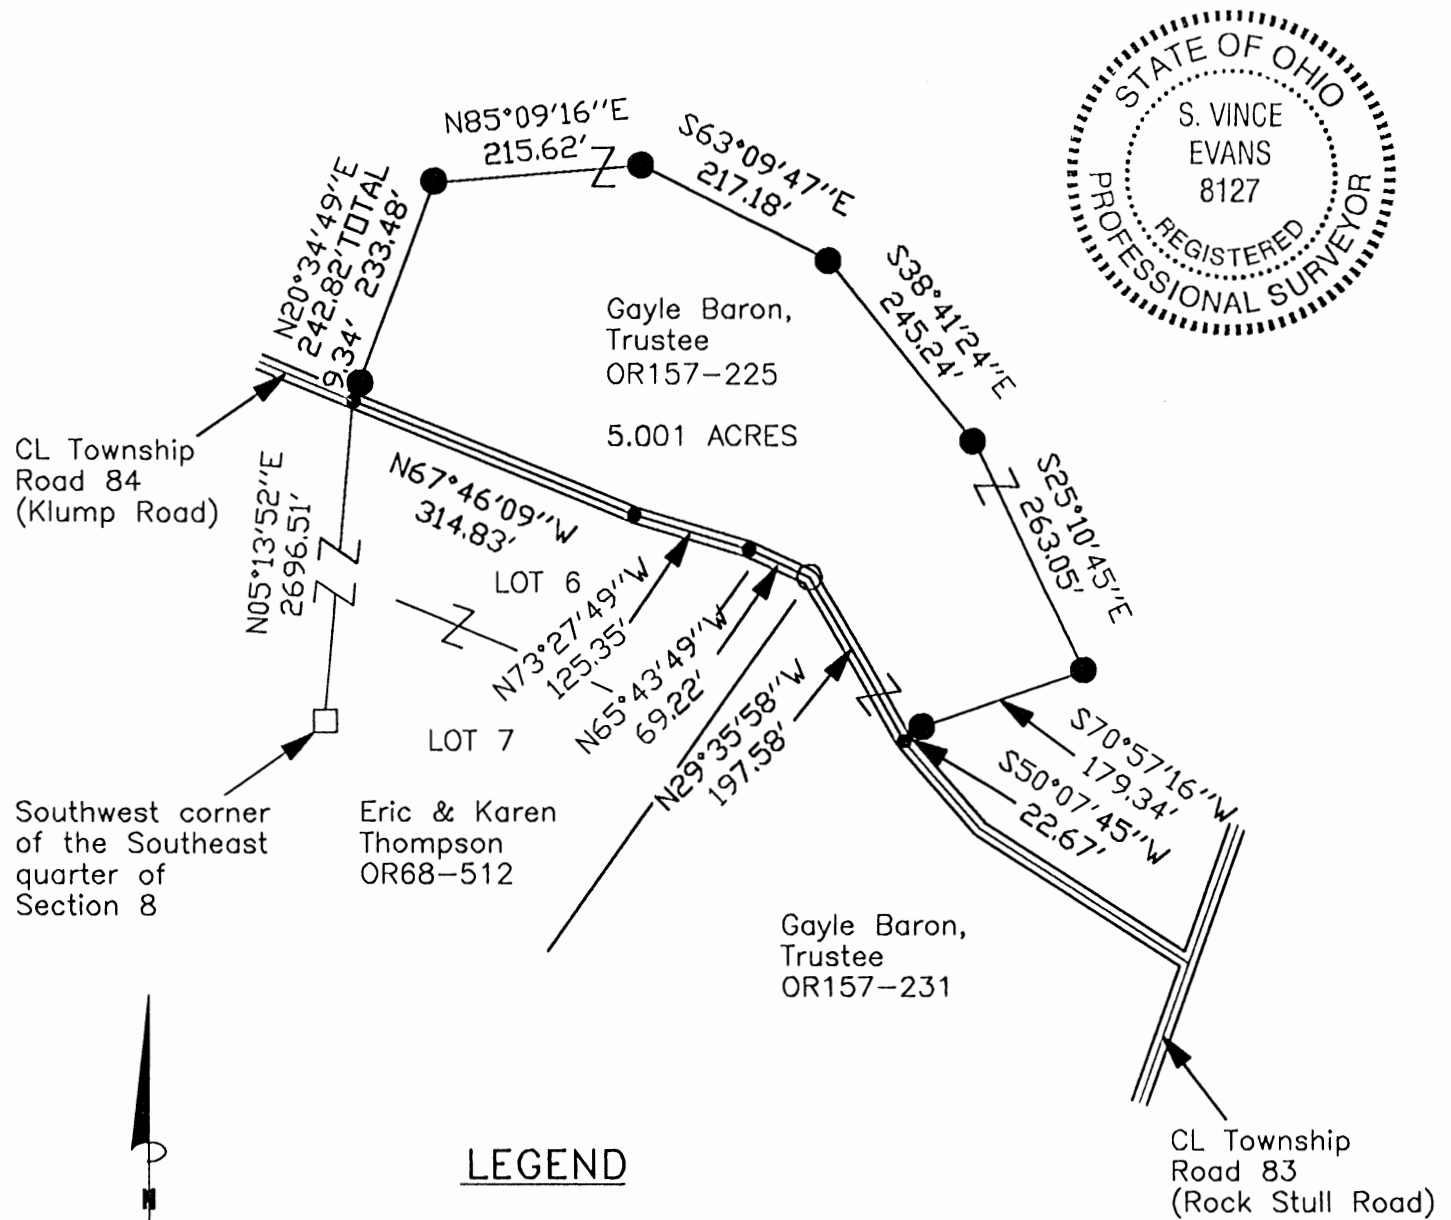 STATE OF OHIO
S. VINCE
EVANS
8127
REGISTERED
PROFESSIONAL SURVEYOR
N85°09'16"E
215.62'
S63°09'47"E
217.18'
N20°34'49"E
242.82'TOTAL
9.34' 233.48'
S38°41'24"E
245.24'
Gayle Baron,
Trustee
OR157-225
5.001 ACRES
CL Township
Road 84
(Klump Road)
N05°13'52"E
2696.51'
N67°46'09"W
314.83'
S25°10'45"E
263.05'
LOT 6
N73°27'49"W
125.35'
N65°43'49"W
69.22'
N29°35'58"W
197.58'
LOT 7
S70°57'16"W
179.34'
S50°07'45"W
22.67'
Southwest corner
of the Southeast
quarter of
Section 8
Eric & Karen
Thompson
OR68-512
Gayle Baron,
Trustee
OR157-231
CL Township
Road 83
(Rock Stull Road)
LEGEND
N